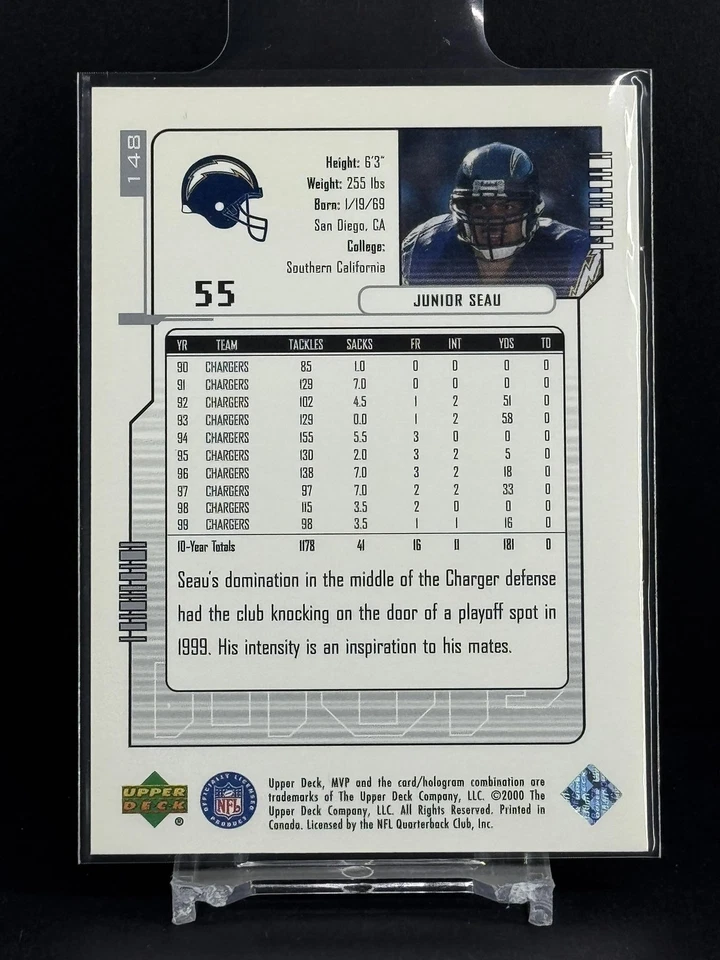 148
Height: 6'3"
Weight: 255 lbs
Born: 1/19/69
San Diego, CA
College:
Southern California
55
JUNIOR SEAU
YR TEAM TACKLES SACKS FR INT YDS TD
90 CHARGERS 85 1.0 0 0 0 0
91 CHARGERS 129 7.0 0 0 0 0
92 CHARGERS 102 4.5 1 2 51 0
93 CHARGERS 129 0.0 1 2 58 0
94 CHARGERS 155 5.5 3 0 0 0
95 CHARGERS 130 2.0 3 2 5 0
96 CHARGERS 138 7.0 3 2 18 0
97 CHARGERS 97 7.0 2 2 33 0
98 CHARGERS 115 3.5 2 0 0 0
99 CHARGERS 98 3.5 1 1 16 0
10-Year Totals 1178 41 16 11 181 0
Seau's domination in the middle of the Charger defense
had the club knocking on the door of a playoff spot in
1999. His intensity is an inspiration to his mates.
MVP
UPPER
DECK
®
OFFICIALLY LICENSED
NFL
PRODUCT
Upper Deck, MVP and the card/hologram combination are
trademarks of The Upper Deck Company, LLC. ©2000 The
Upper Deck Company, LLC. All Rights Reserved. Printed in
Canada. Licensed by the NFL Quarterback Club, Inc.